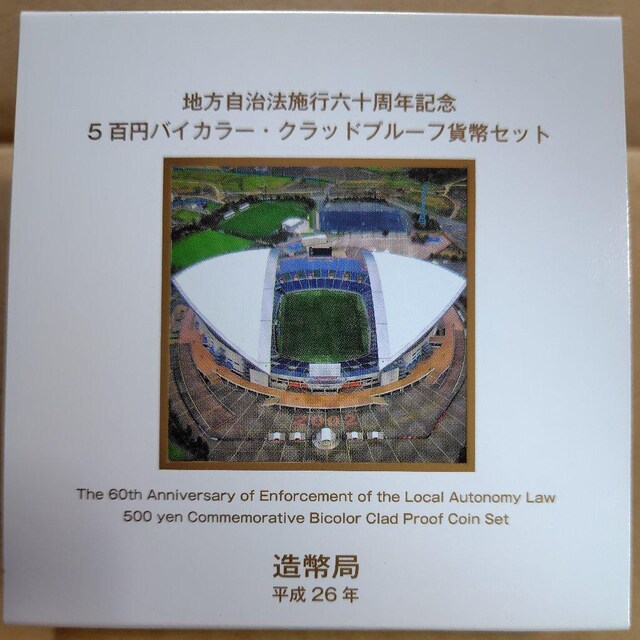 地方自治法施行六十周年記念
5百円バイカラー・クラッドプルーフ貨幣セット
2002
The 60th Anniversary of Enforcement of the Local Autonomy Law
500 yen Commemorative Bicolor Clad Proof Coin Set
造幣局
平成26年